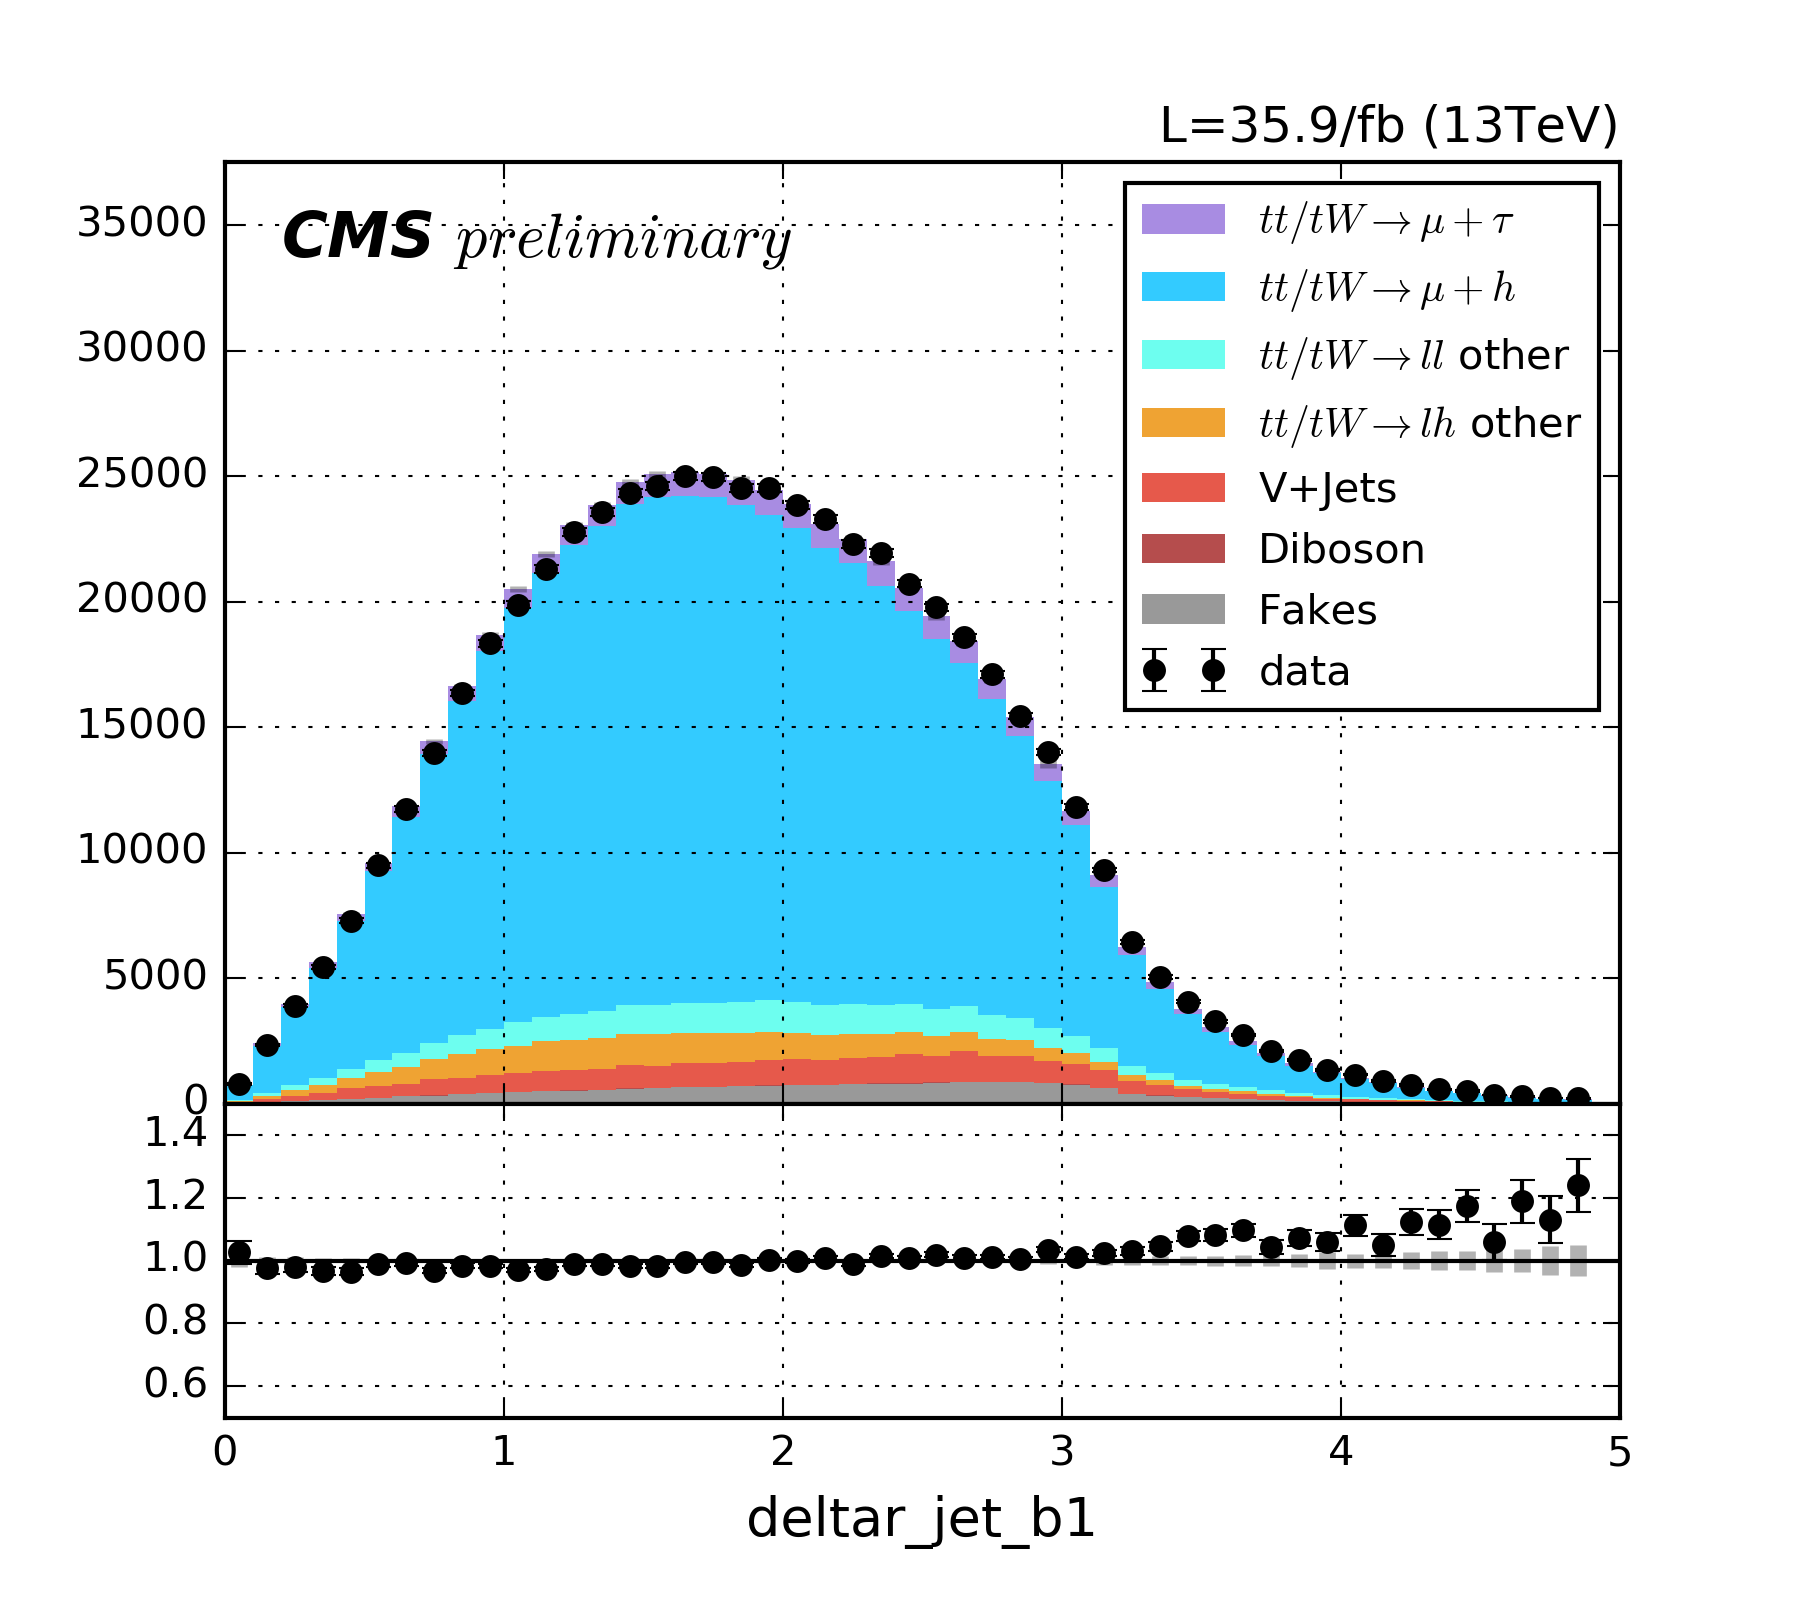 L=35.9/fb (13TeV)
CMS preliminary
35000
30000
25000
20000
15000
10000
5000
0
tt/tW→μ+τ
tt/tW→μ+h
tt/tW→ll other
tt/tW→lh other
V+Jets
Diboson
Fakes
data
1.4
1.2
1.0
0.8
0.6
0 1 2 3 4 5
deltar_jet_b1